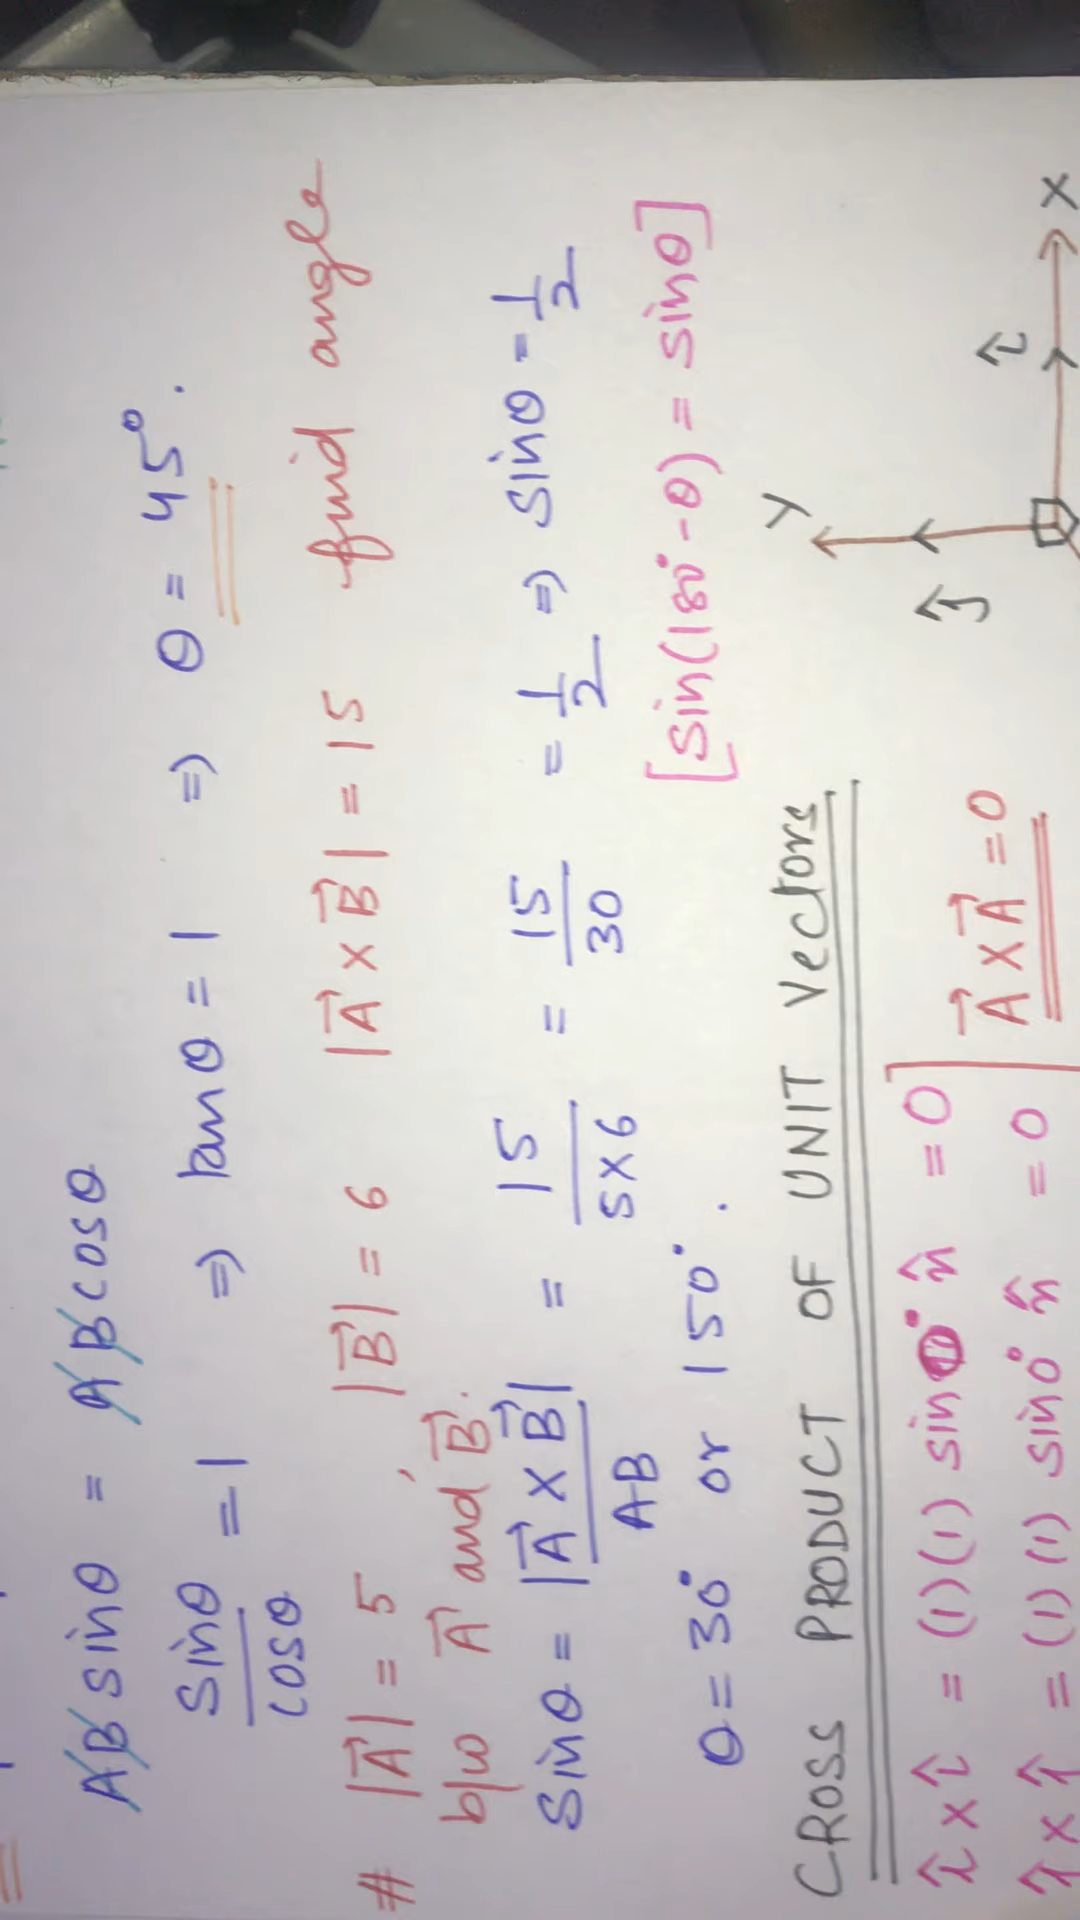 AB sinθ = AB cosθ
sinθ/cosθ = 1 ⇒ tanθ = 1 ⇒ θ = 45°.
# |A⃗| = 5 |B⃗| = 6 |A⃗ × B⃗| = 15 find angle
b/w A⃗ and B⃗.
sinθ = |A⃗ × B⃗|/AB = 15/5×6 = 15/30 = 1/2 ⇒ sinθ = 1/2
θ = 30° or 150°. [sin(180°-θ) = sinθ]
CROSS PRODUCT OF UNIT Vectors
Y
î × î = (1)(1) sin0° n̂ = 0
A⃗ × A⃗ = 0
ĵ
î
X
ĵ × ĵ = (1)(1) sin0° n̂ = 0